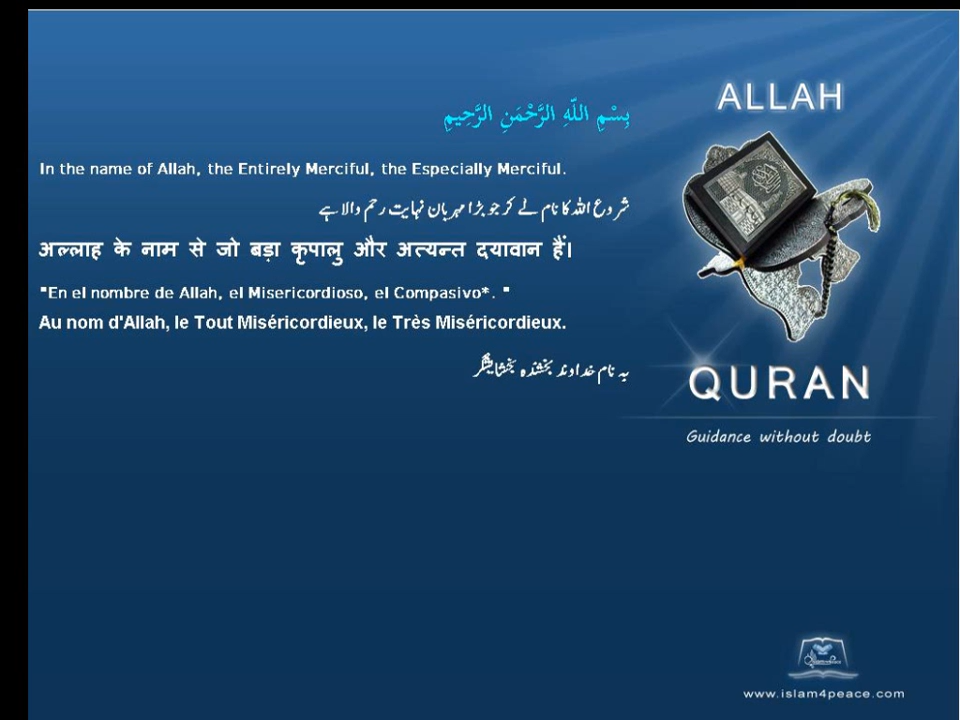 بِسْمِ اللَّهِ الرَّحْمَنِ الرَّحِيمِ
In the name of Allah, the Entirely Merciful, the Especially Merciful.
شروع اللہ کا نام لے کر جو بڑا مہربان نہایت رحم والا ہے
अल्लाह के नाम से जो बड़ा कृपालु और अत्यन्त दयावान हैं।
"En el nombre de Allah, el Misericordioso, el Compasivo*. "
Au nom d'Allah, le Tout Miséricordieux, le Très Miséricordieux.
به نام خداوند بخشنده بخشایشگر
ALLAH
QURAN
Guidance without doubt
www.islam4peace.com